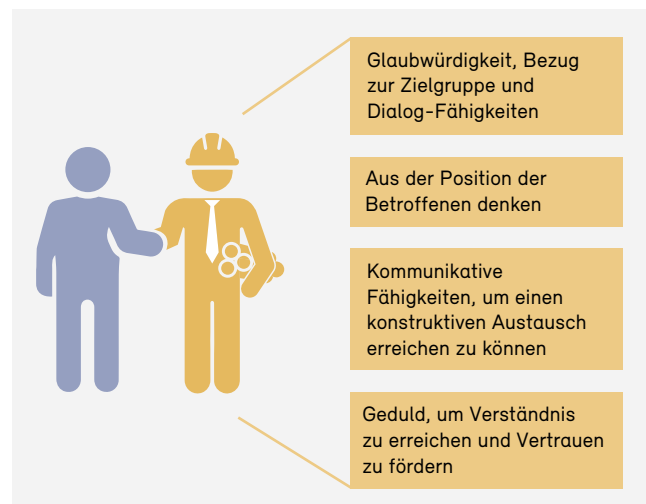 Glaubwürdigkeit, Bezug
zur Zielgruppe und
Dialog-Fähigkeiten
Aus der Position der
Betroffenen denken
Kommunikative
Fähigkeiten, um einen
konstruktiven Austausch
erreichen zu können
Geduld, um Verständnis
zu erreichen und Vertrauen
zu fördern